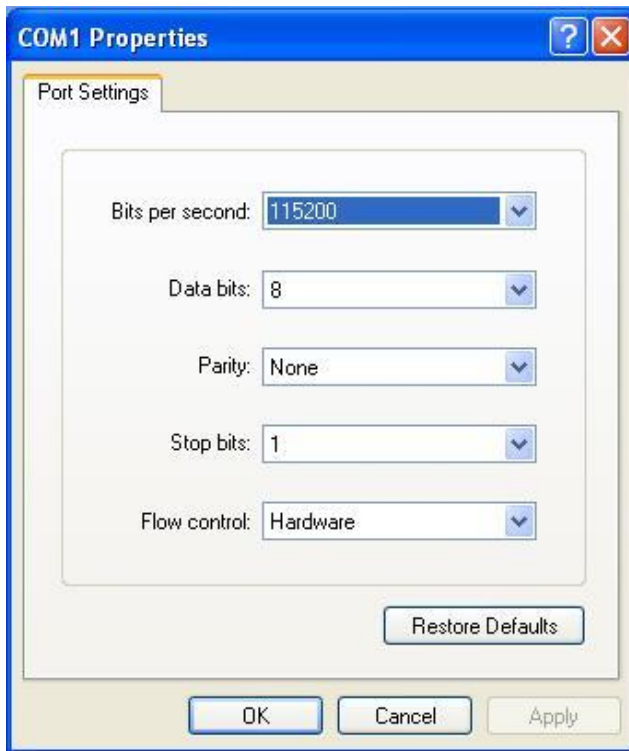 COM1 Properties
Port Settings
Bits per second: 115200
Data bits: 8
Parity: None
Stop bits: 1
Flow control: Hardware
Restore Defaults
OK Cancel Apply